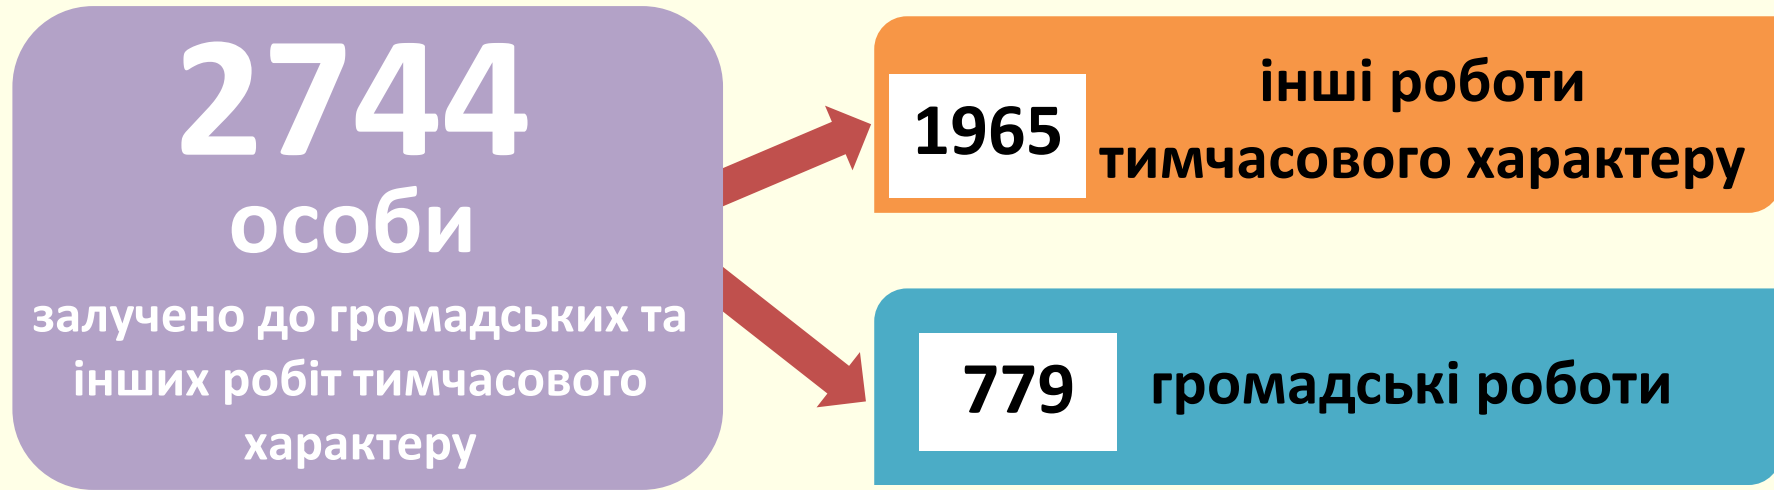 2744
особи
залучено до громадських та
інших робіт тимчасового
характеру
1965
інші роботи
тимчасового характеру
779
громадські роботи